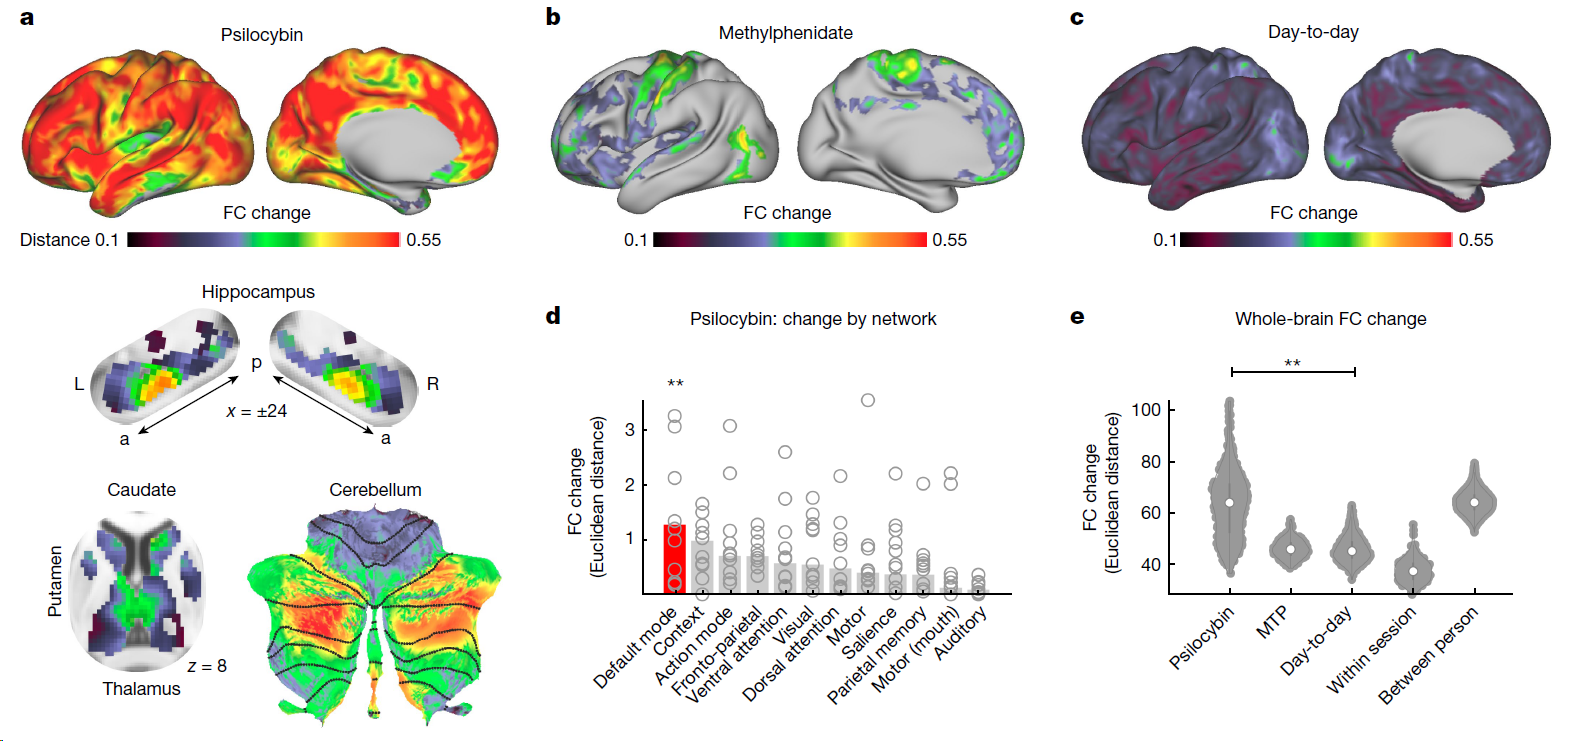 a
Psilocybin
FC change
Distance 0.1
0.55
Hippocampus
L
p
R
x = ±24
a
a
Caudate
Cerebellum
Putamen
z = 8
Thalamus
b
Methylphenidate
FC change
0.1
0.55
c
Day-to-day
FC change
0.1
0.55
d
Psilocybin: change by network
**
FC change
(Euclidean distance)
3
2
1
Default mode
Context
Action mode
Fronto-parietal
Ventral attention
Visual
Dorsal attention
Motor
Salience
Parietal memory
Motor (mouth)
Auditory
e
Whole-brain FC change
**
FC change
(Euclidean distance)
100
80
60
40
Psilocybin
MTP
Day-to-day
Within session
Between person